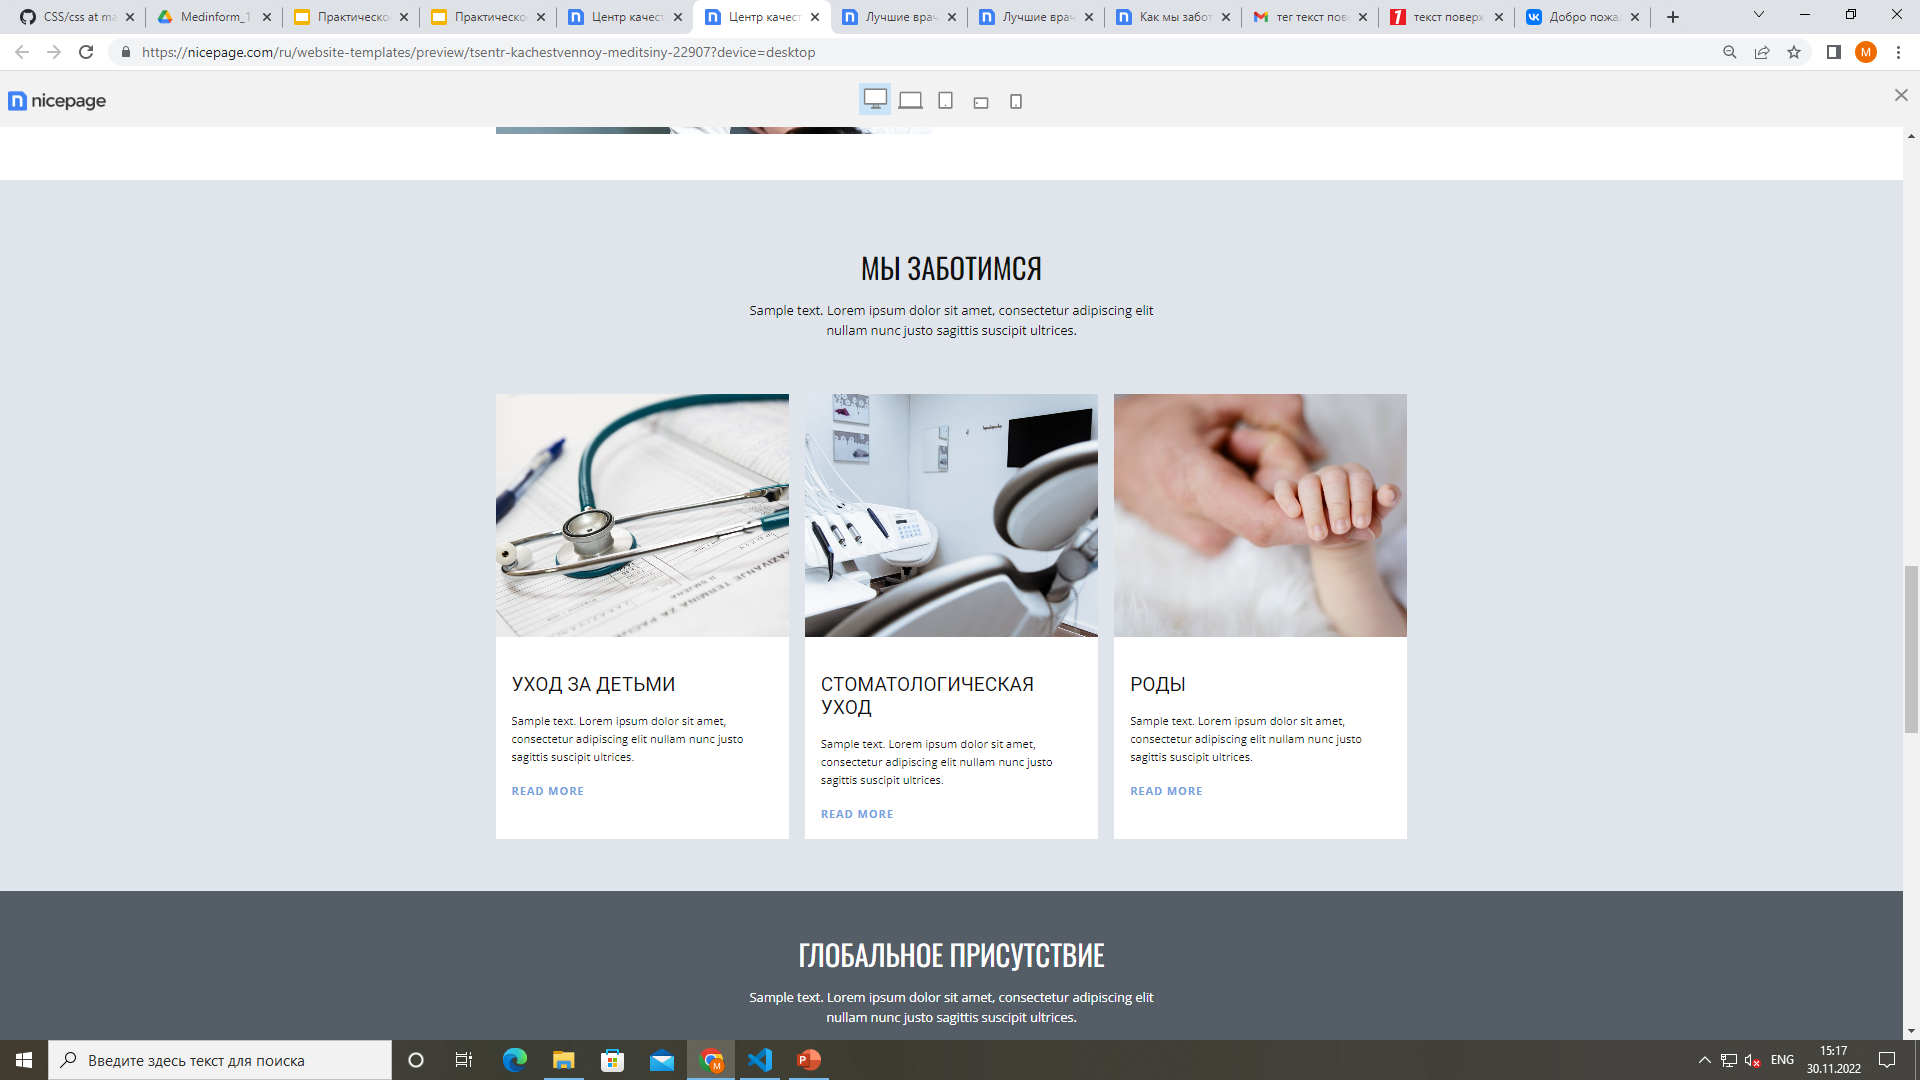 CSS/css at ma
Medinform_1
Практическо
Практическо
Центр качест
Центр качест
Лучшие врач
Лучшие врач
Как мы забот
тег текст пов
текст поверх
Добро пожа
https://nicepage.com/ru/website-templates/preview/tsentr-kachestvennoy-meditsiny-22907?device=desktop
M
nicepage
МЫ ЗАБОТИМСЯ
Sample text. Lorem ipsum dolor sit amet, consectetur adipiscing elit
nullam nunc justo sagittis suscipit ultrices.
УХОД ЗА ДЕТЬМИ
Sample text. Lorem ipsum dolor sit amet,
consectetur adipiscing elit nullam nunc justo
sagittis suscipit ultrices.
READ MORE
СТОМАТОЛОГИЧЕСКАЯ
УХОД
Sample text. Lorem ipsum dolor sit amet,
consectetur adipiscing elit nullam nunc justo
sagittis suscipit ultrices.
READ MORE
РОДЫ
Sample text. Lorem ipsum dolor sit amet,
consectetur adipiscing elit nullam nunc justo
sagittis suscipit ultrices.
READ MORE
ГЛОБАЛЬНОЕ ПРИСУТСТВИЕ
Sample text. Lorem ipsum dolor sit amet, consectetur adipiscing elit
nullam nunc justo sagittis suscipit ultrices.
Введите здесь текст для поиска
ENG
15:17
30.11.2022